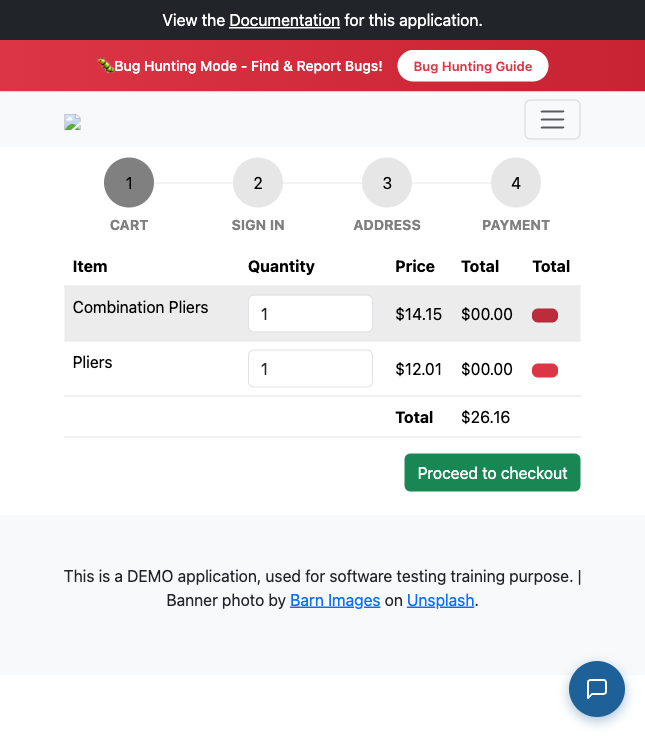 View the Documentation for this application.
Bug Hunting Mode - Find & Report Bugs! Bug Hunting Guide
1 2 3 4
CART SIGN IN ADDRESS PAYMENT
Item Quantity Price Total Total
Combination Pliers 1 $14.15 $00.00
Pliers 1 $12.01 $00.00
Total $26.16
Proceed to checkout
This is a DEMO application, used for software testing training purpose. |
Banner photo by Barn Images on Unsplash.